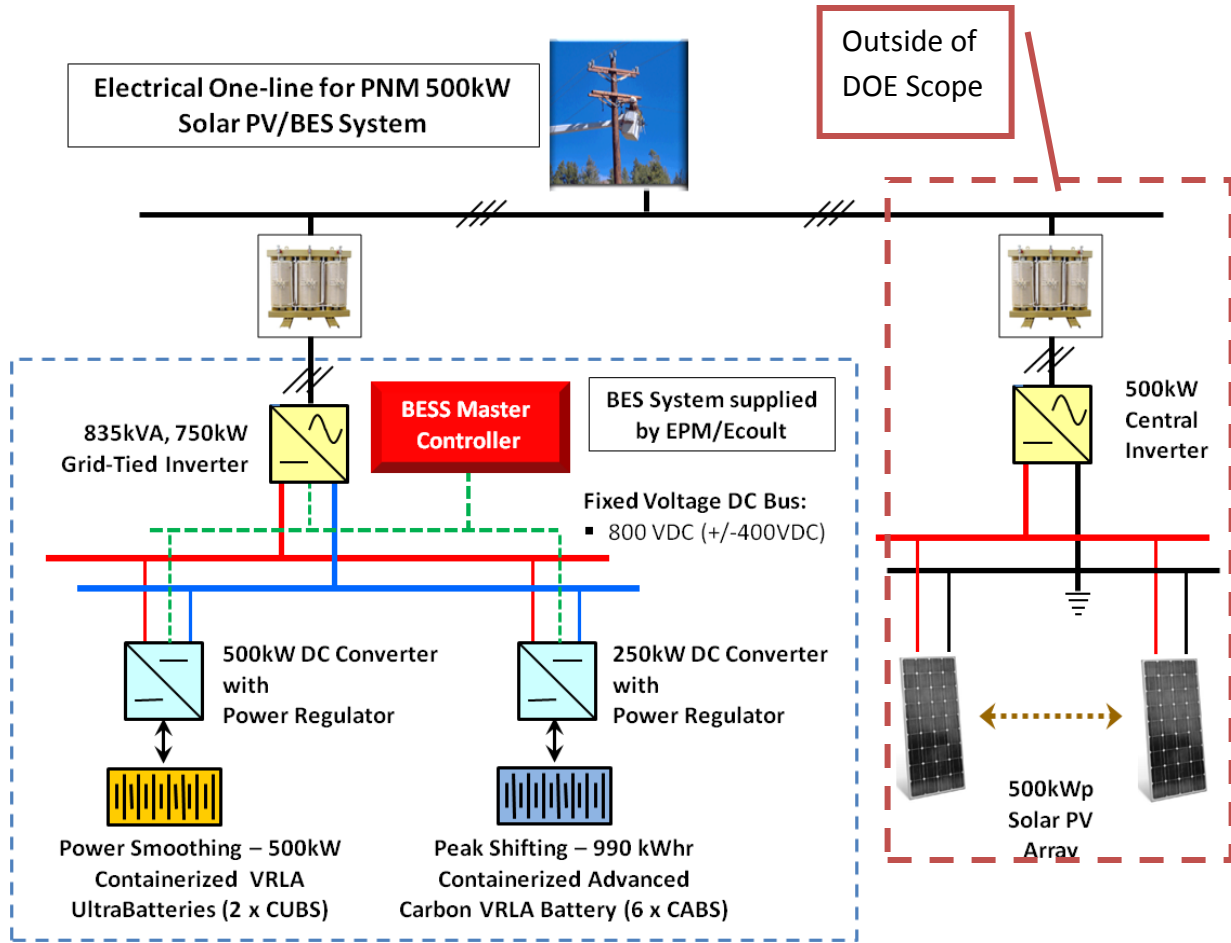 Electrical One-line for PNM 500kW
Solar PV/BES System
Outside of
DOE Scope
835kVA, 750kW
Grid-Tied Inverter
BESS Master
Controller
BES System supplied
by EPM/Ecoult
Fixed Voltage DC Bus:
▪ 800 VDC (+/-400VDC)
500kW
Central
Inverter
500kW DC Converter
with
Power Regulator
250kW DC Converter
with
Power Regulator
Power Smoothing – 500kW
Containerized VRLA
UltraBatteries (2 x CUBS)
Peak Shifting – 990 kWhr
Containerized Advanced
Carbon VRLA Battery (6 x CABS)
500kWp
Solar PV
Array